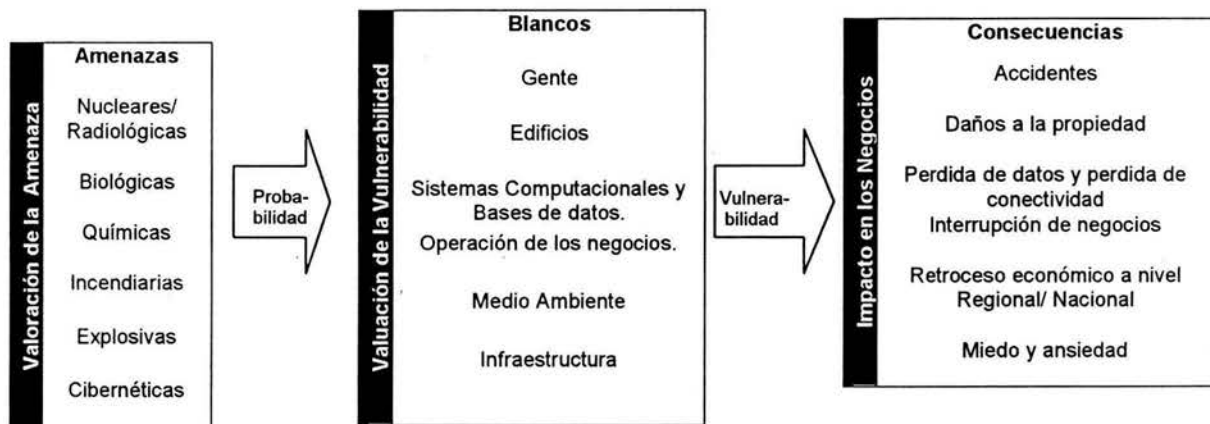 Valoración de la Amenaza
Amenazas
Nucleares/
Radiológicas
Biológicas
Químicas
Incendiarias
Explosivas
Cibernéticas
Proba-
bilidad
Valuación de la Vulnerabilidad
Blancos
Gente
Edificios
Sistemas Computacionales y
Bases de datos.
Operación de los negocios.
Medio Ambiente
Infraestructura
Vulnera-
bilidad
Impacto en los Negocios
Consecuencias
Accidentes
Daños a la propiedad
Perdida de datos y perdida de
conectividad
Interrupción de negocios
Retroceso económico a nivel
Regional/ Nacional
Miedo y ansiedad